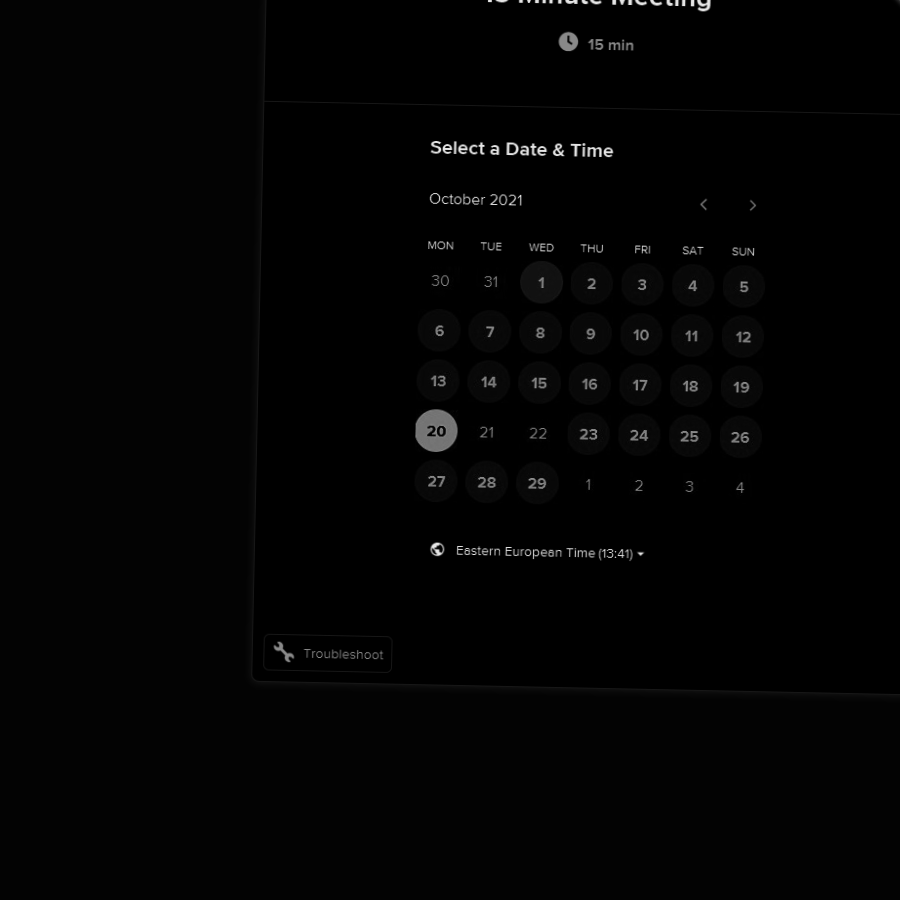 15 Minute Meeting
15 min
Select a Date & Time
October 2021
MON TUE WED THU FRI SAT SUN
30 31 1 2 3 4 5
6 7 8 9 10 11 12
13 14 15 16 17 18 19
20 21 22 23 24 25 26
27 28 29 1 2 3 4
Eastern European Time (13:41)
Troubleshoot